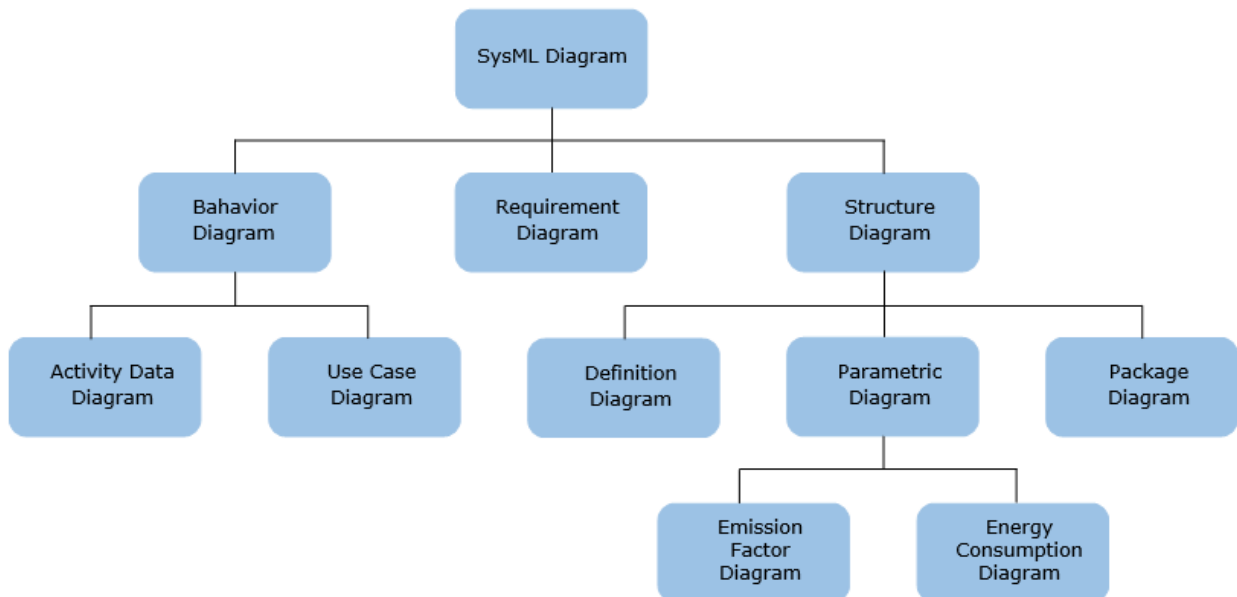 SysML Diagram
Bahavior
Diagram
Requirement
Diagram
Structure
Diagram
Activity Data
Diagram
Use Case
Diagram
Definition
Diagram
Parametric
Diagram
Package
Diagram
Emission
Factor
Diagram
Energy
Consumption
Diagram